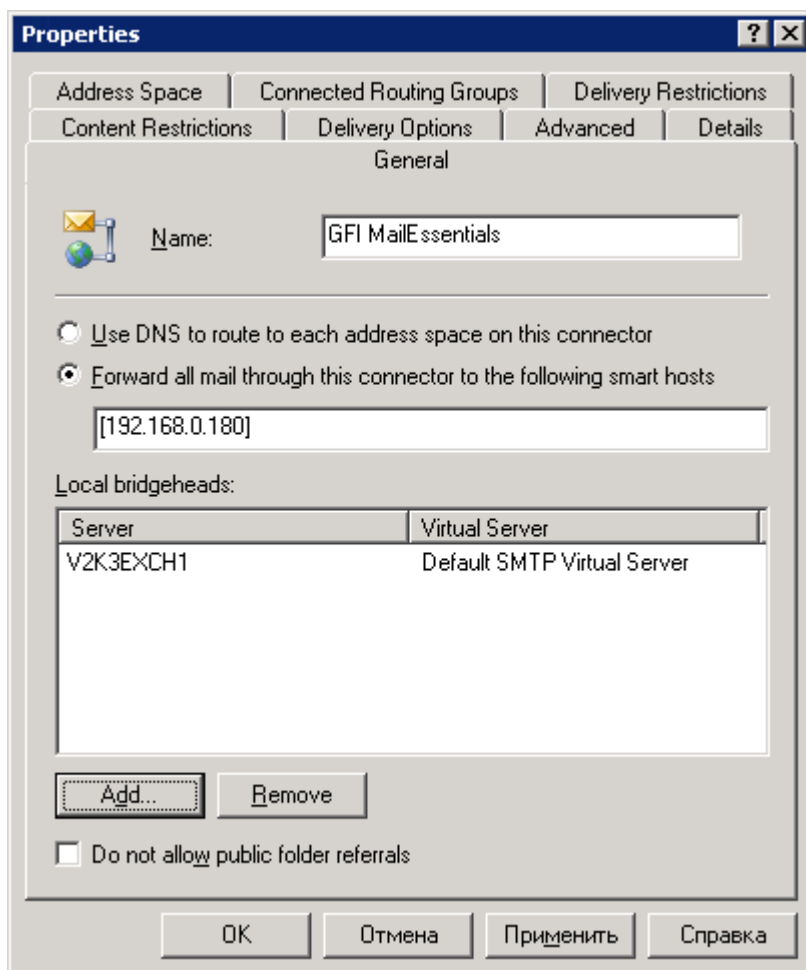 Properties
Address Space Connected Routing Groups Delivery Restrictions
Content Restrictions Delivery Options Advanced Details
General
Name: GFI MailEssentials
Use DNS to route to each address space on this connector
Forward all mail through this connector to the following smart hosts
[192.168.0.180]
Local bridgeheads:
Server Virtual Server
V2K3EXCH1 Default SMTP Virtual Server
Add... Remove
Do not allow public folder referrals
OK Отмена Применить Справка